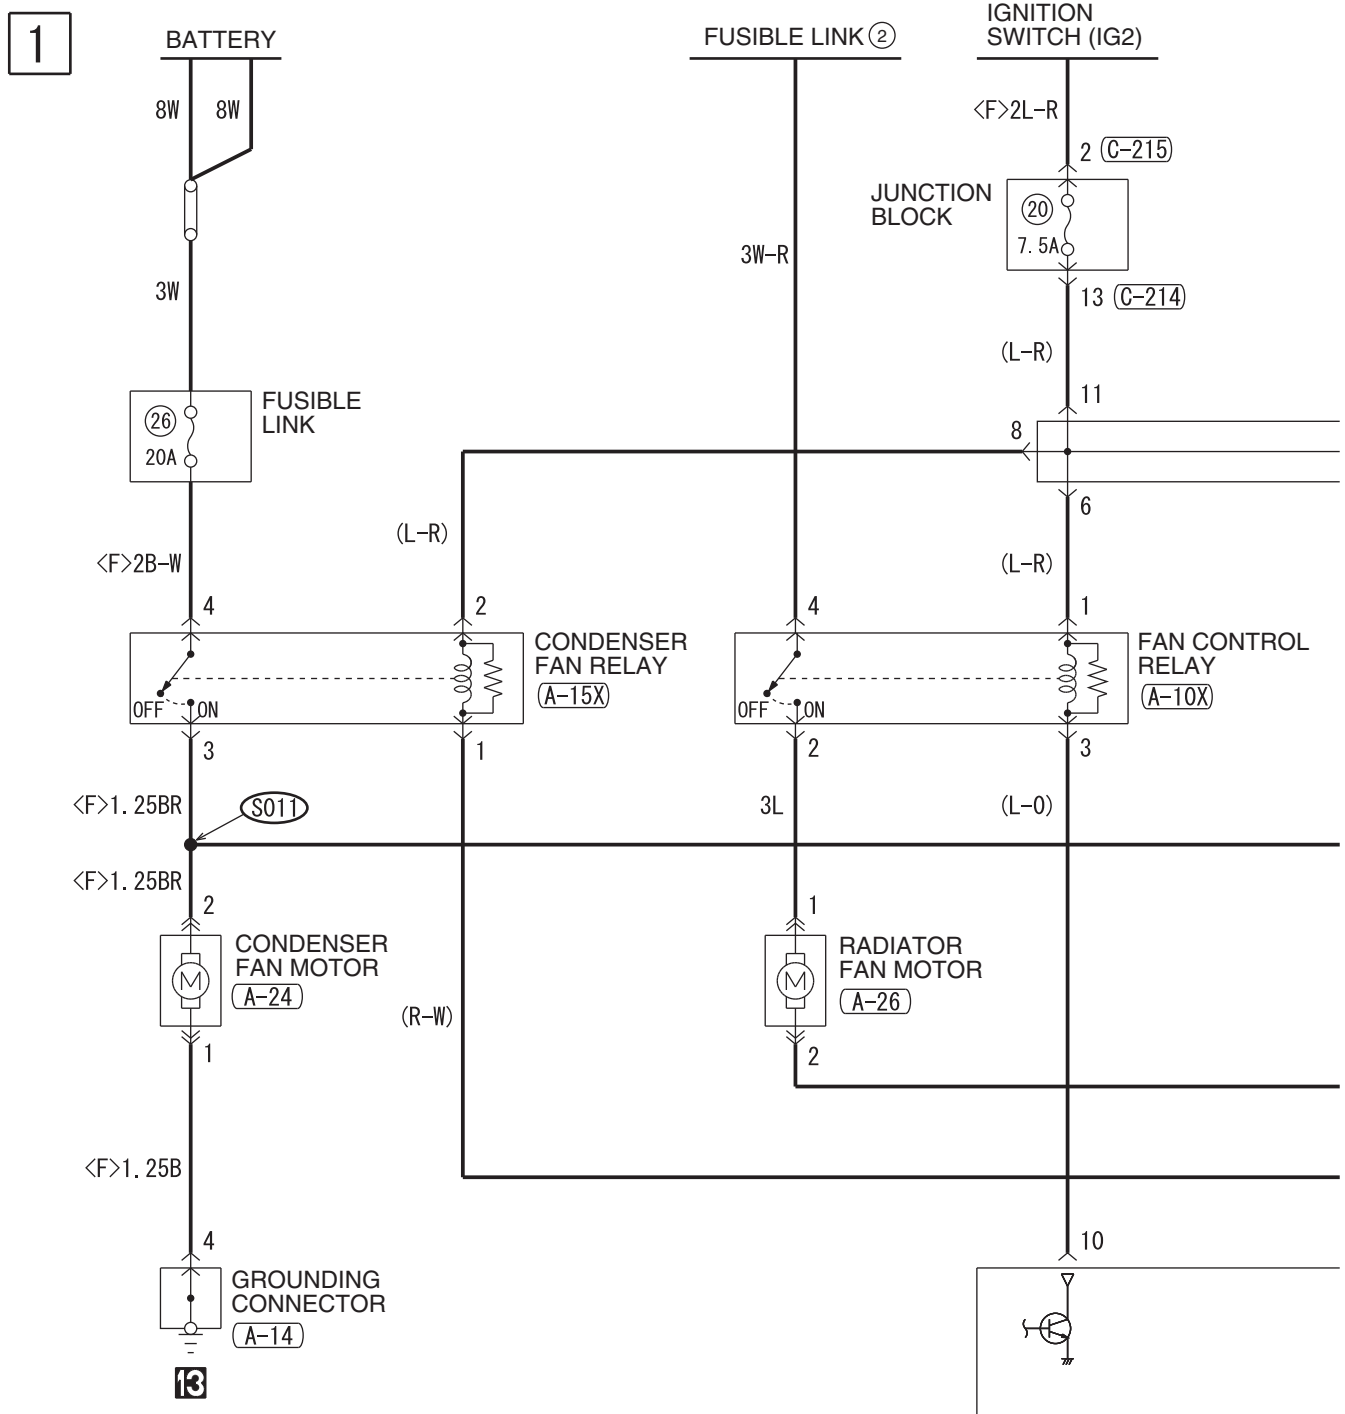 1
BATTERY
FUSIBLE LINK ②
IGNITION
SWITCH (IG2)
8W
8W
<F>2L-R
2 C-215
JUNCTION
BLOCK
20
7.5A
3W-R
3W
13 C-214
(L-R)
11
FUSIBLE
LINK
26
20A
8
6
(L-R)
<F>2B-W
(L-R)
4
2
4
1
CONDENSER
FAN RELAY
A-15X
OFF
ON
FAN CONTROL
RELAY
A-10X
OFF
ON
3
1
2
3
<F>1.25BR
S011
3L
(L-O)
<F>1.25BR
2
1
CONDENSER
FAN MOTOR
A-24
M
RADIATOR
FAN MOTOR
A-26
M
(R-W)
1
2
<F>1.25B
4
10
GROUNDING
CONNECTOR
A-14
13